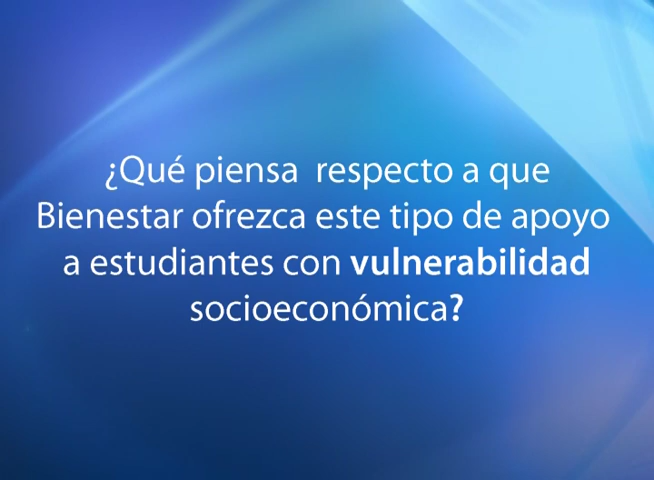 ¿Qué piensa  respecto a que
Bienestar ofrezca este tipo de apoyo
a estudiantes con vulnerabilidad
socioeconómica?